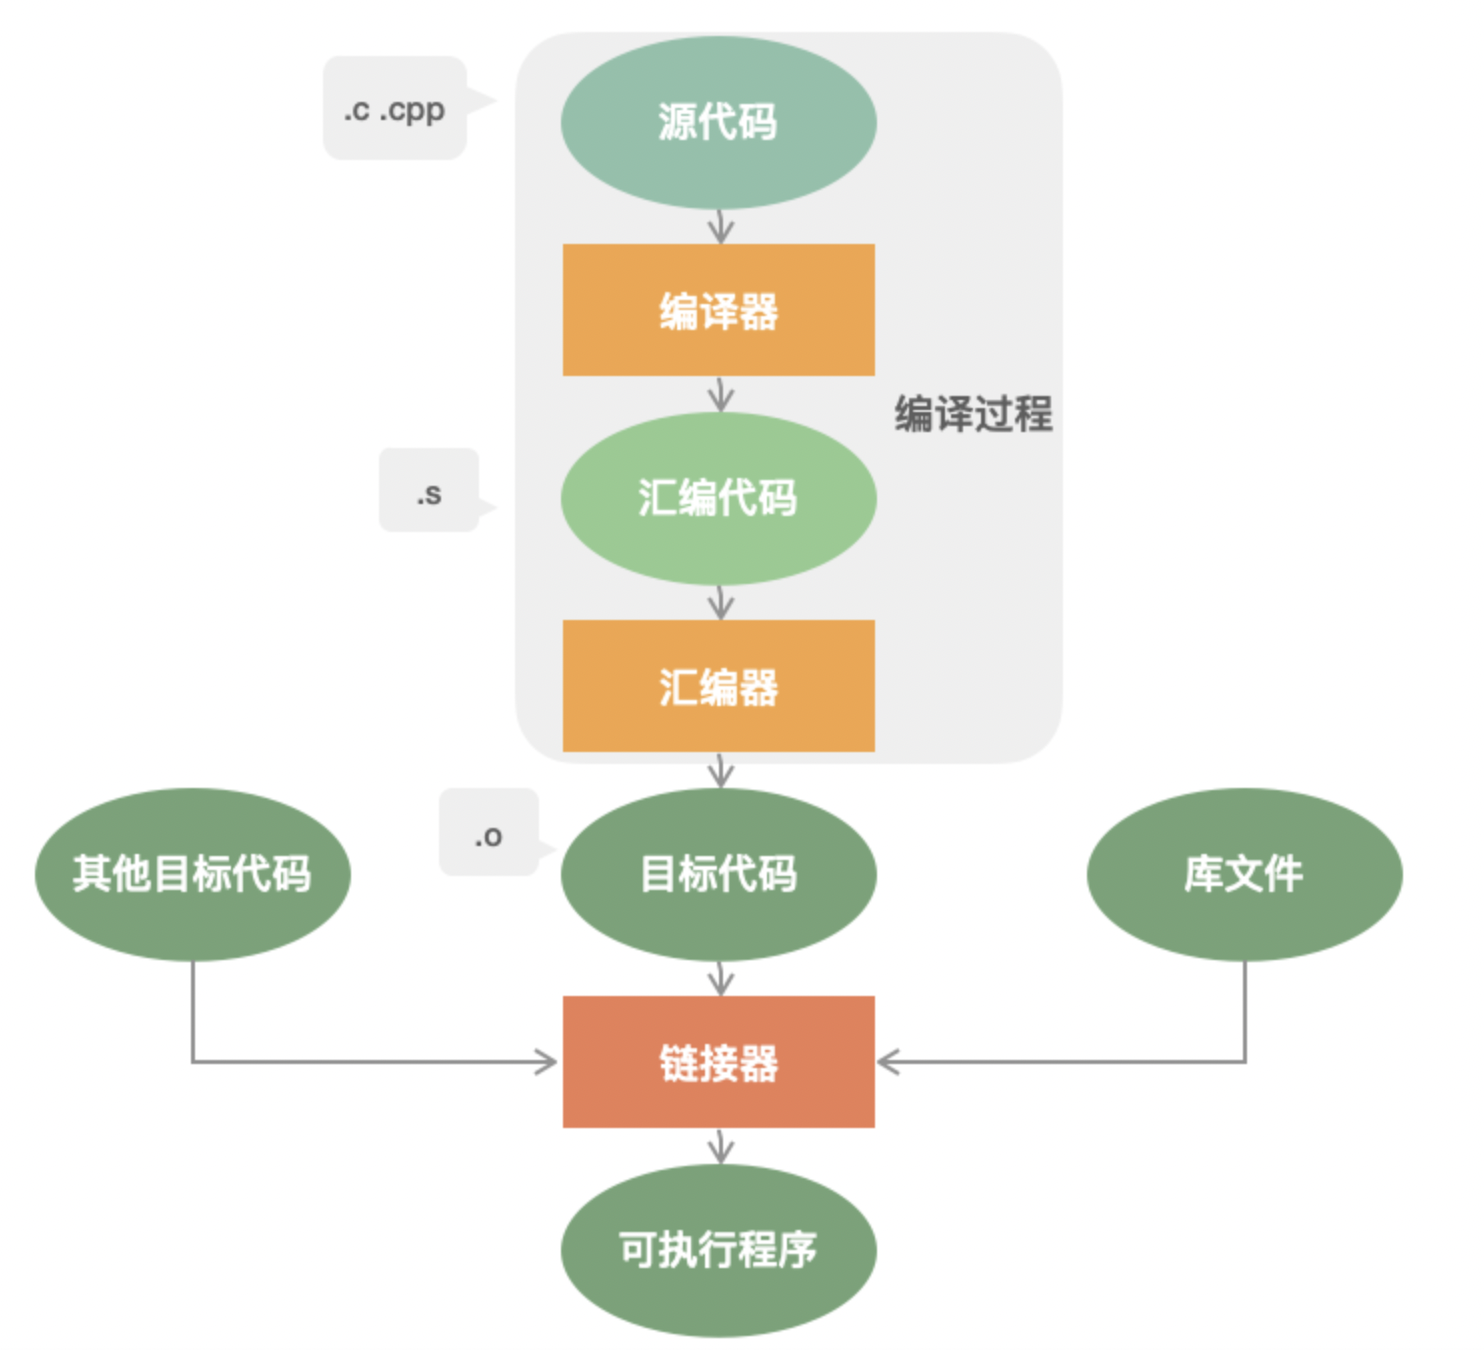 .c .cpp
源代码
编译器
编译过程
.s
汇编代码
汇编器
其他目标代码
.o
目标代码
库文件
链接器
可执行程序